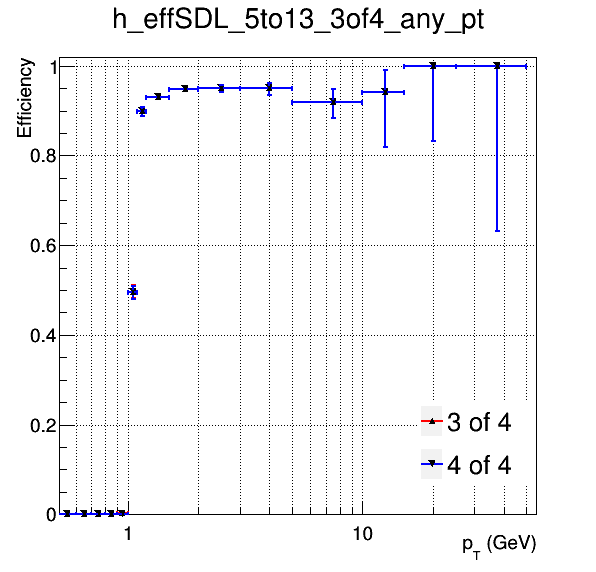 h_effSDL_5to13_3of4_any_pt
Efficiency
1
0.8
0.6
0.4
0.2
0
3 of 4
4 of 4
1
10
p_T (GeV)